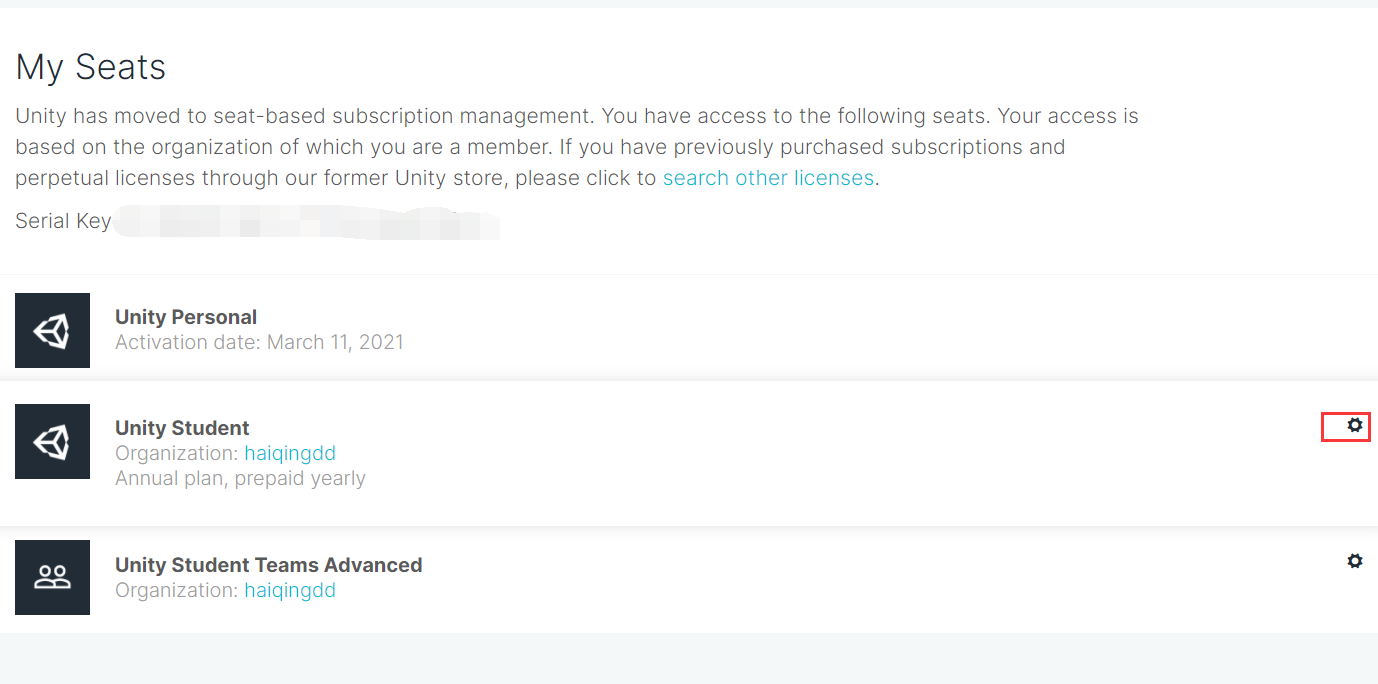 My Seats
Unity has moved to seat-based subscription management. You have access to the following seats. Your access is
based on the organization of which you are a member. If you have previously purchased subscriptions and
perpetual licenses through our former Unity store, please click to search other licenses.
Serial Key
Unity Personal
Activation date: March 11, 2021
Unity Student
Organization: haiqingdd
Annual plan, prepaid yearly
Unity Student Teams Advanced
Organization: haiqingdd